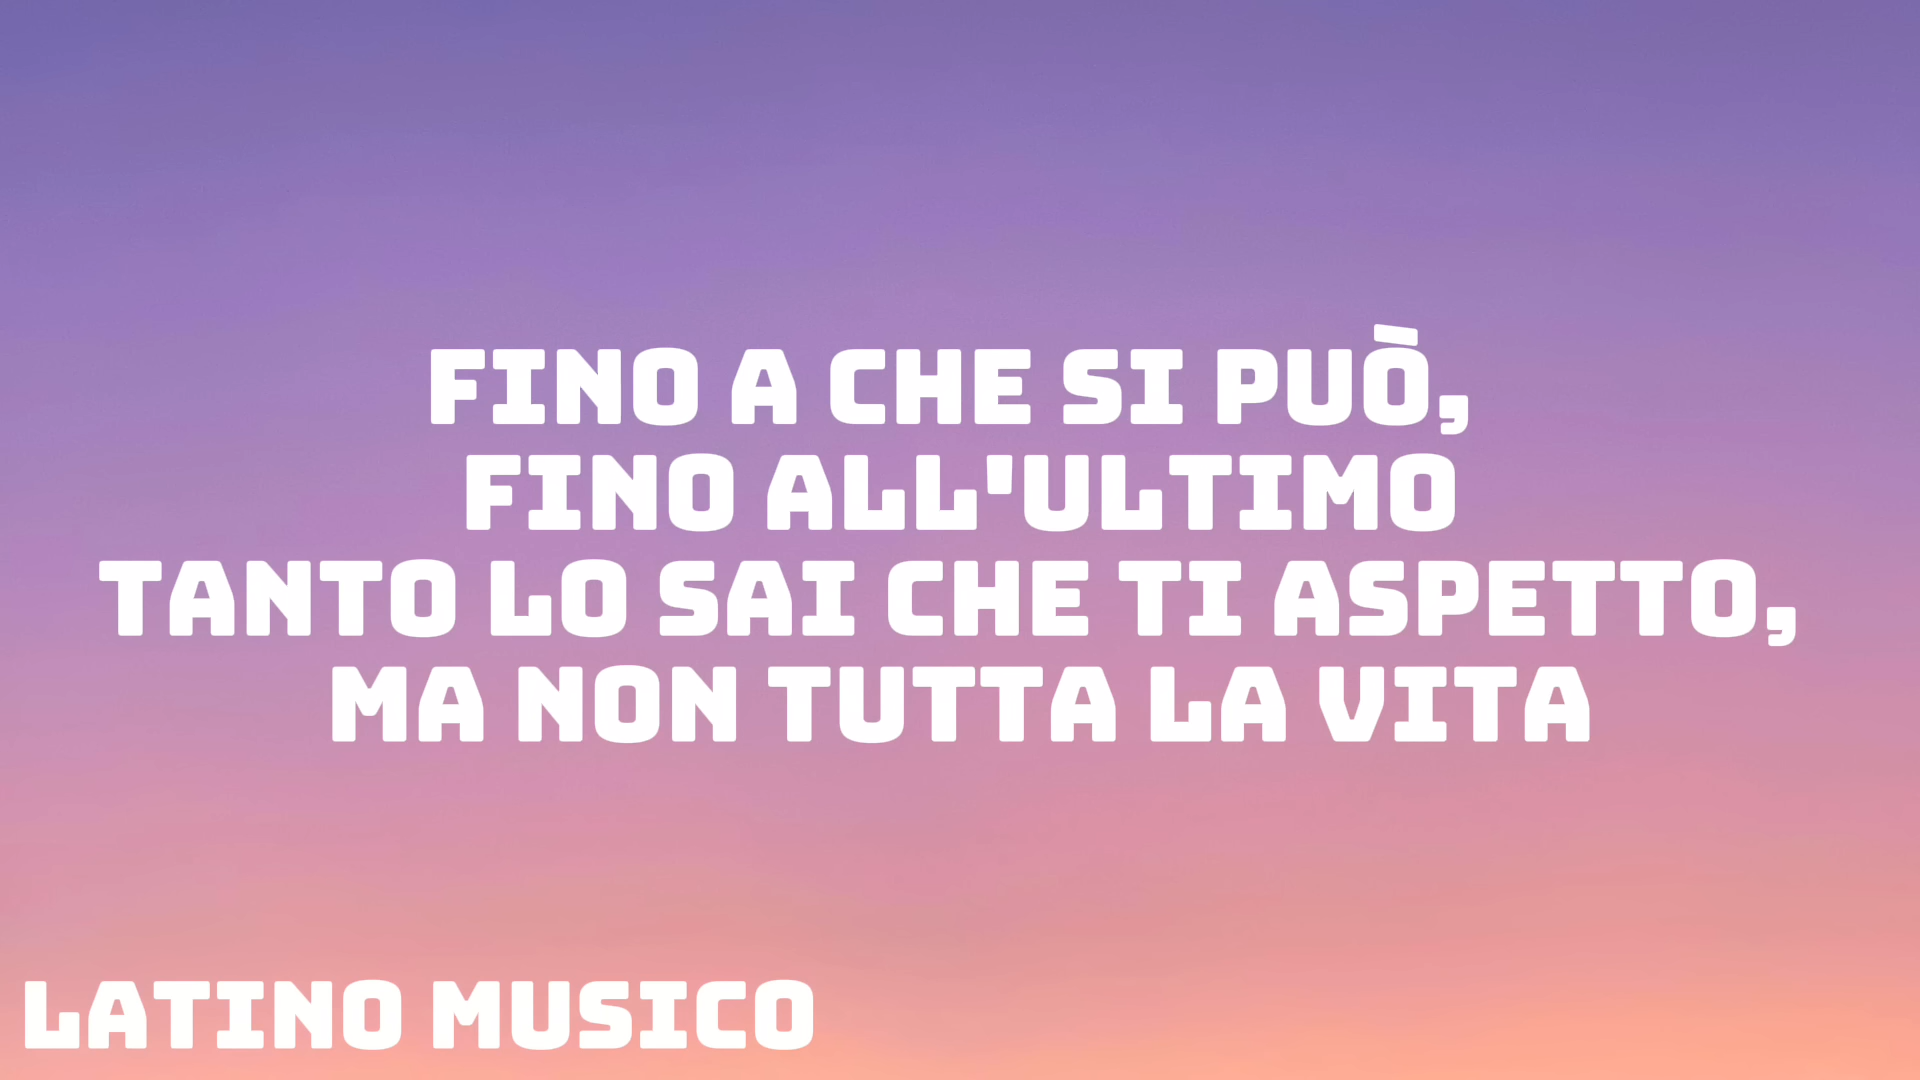 FINO A CHE SI PUÒ,
FINO ALL'ULTIMO
TANTO LO SAI CHE TI ASPETTO,
MA NON TUTTA LA VITA
LATINO MUSICO